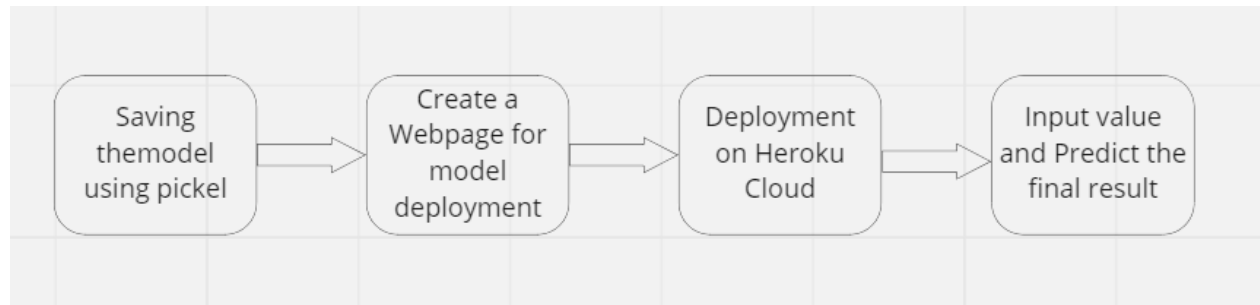 Saving
themodel
using pickel
Create a
Webpage for
model
deployment
Deployment
on Heroku
Cloud
Input value
and Predict the
final result